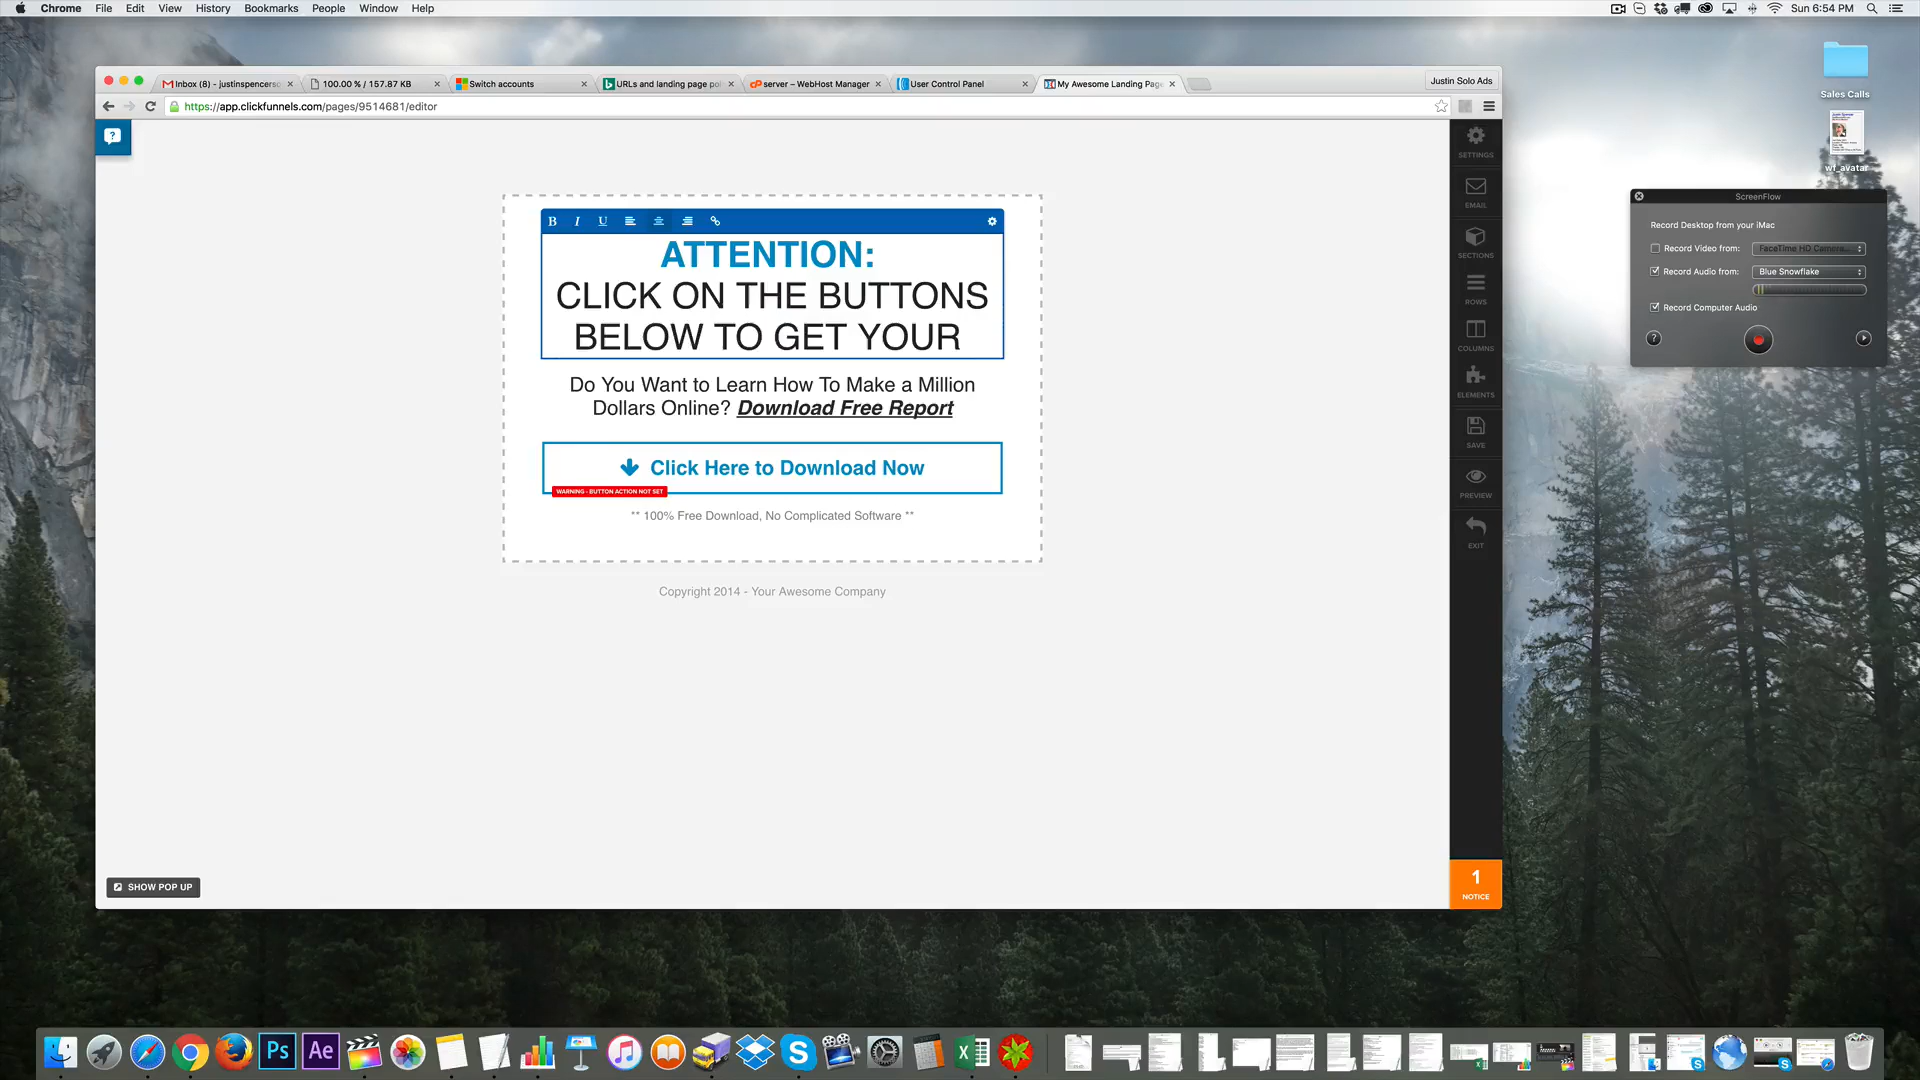 Chrome File Edit View History Bookmarks People Window Help
Sun 6:54 PM
Sales Calls
wf_avatar
Inbox (8) - justinspencersc
100.00 % / 157.87 KB
Switch accounts
URLs and landing page pol
server – WebHost Manager
User Control Panel
My Awesome Landing Page
Justin Solo Ads
https://app.clickfunnels.com/pages/9514681/editor
SETTINGS
EMAIL
SECTIONS
ROWS
COLUMNS
ELEMENTS
SAVE
PREVIEW
EXIT
1
NOTICE
B I U
ATTENTION:
CLICK ON THE BUTTONS
BELOW TO GET YOUR
Do You Want to Learn How To Make a Million
Dollars Online? Download Free Report
Click Here to Download Now
WARNING - BUTTON ACTION NOT SET
** 100% Free Download, No Complicated Software **
Copyright 2014 - Your Awesome Company
SHOW POP UP
ScreenFlow
Record Desktop from your iMac
Record Video from: FaceTime HD Camera...
Record Audio from: Blue Snowflake
Record Computer Audio
?
Ps
Ae